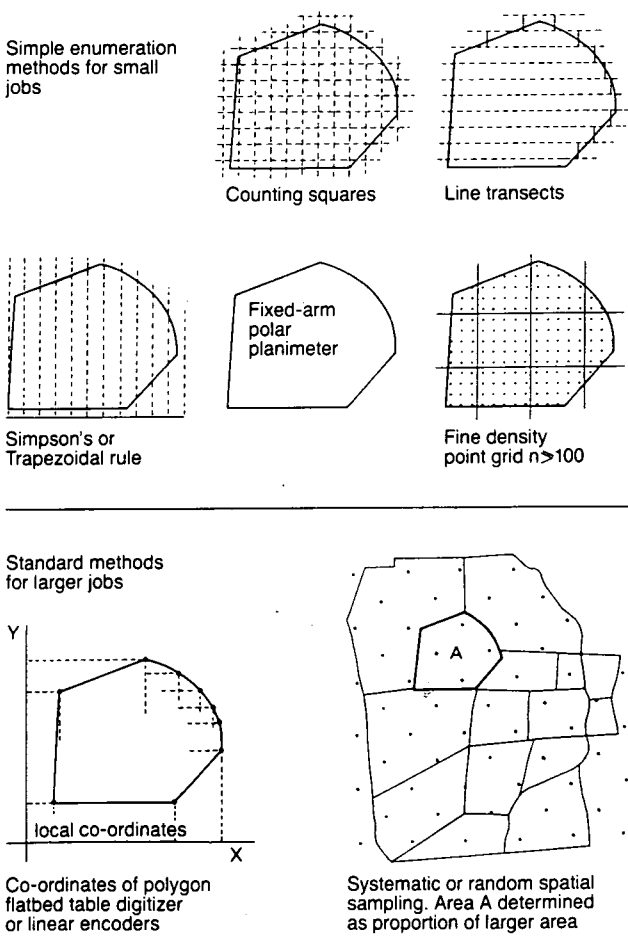 Simple enumeration
methods for small
jobs
Counting squares
Line transects
Simpson's or
Trapezoidal rule
Fixed-arm
polar
planimeter
Fine density
point grid n⩾100
Standard methods
for larger jobs
Y
local co-ordinates
X
Co-ordinates of polygon
flatbed table digitizer
or linear encoders
A
Systematic or random spatial
sampling. Area A determined
as proportion of larger area